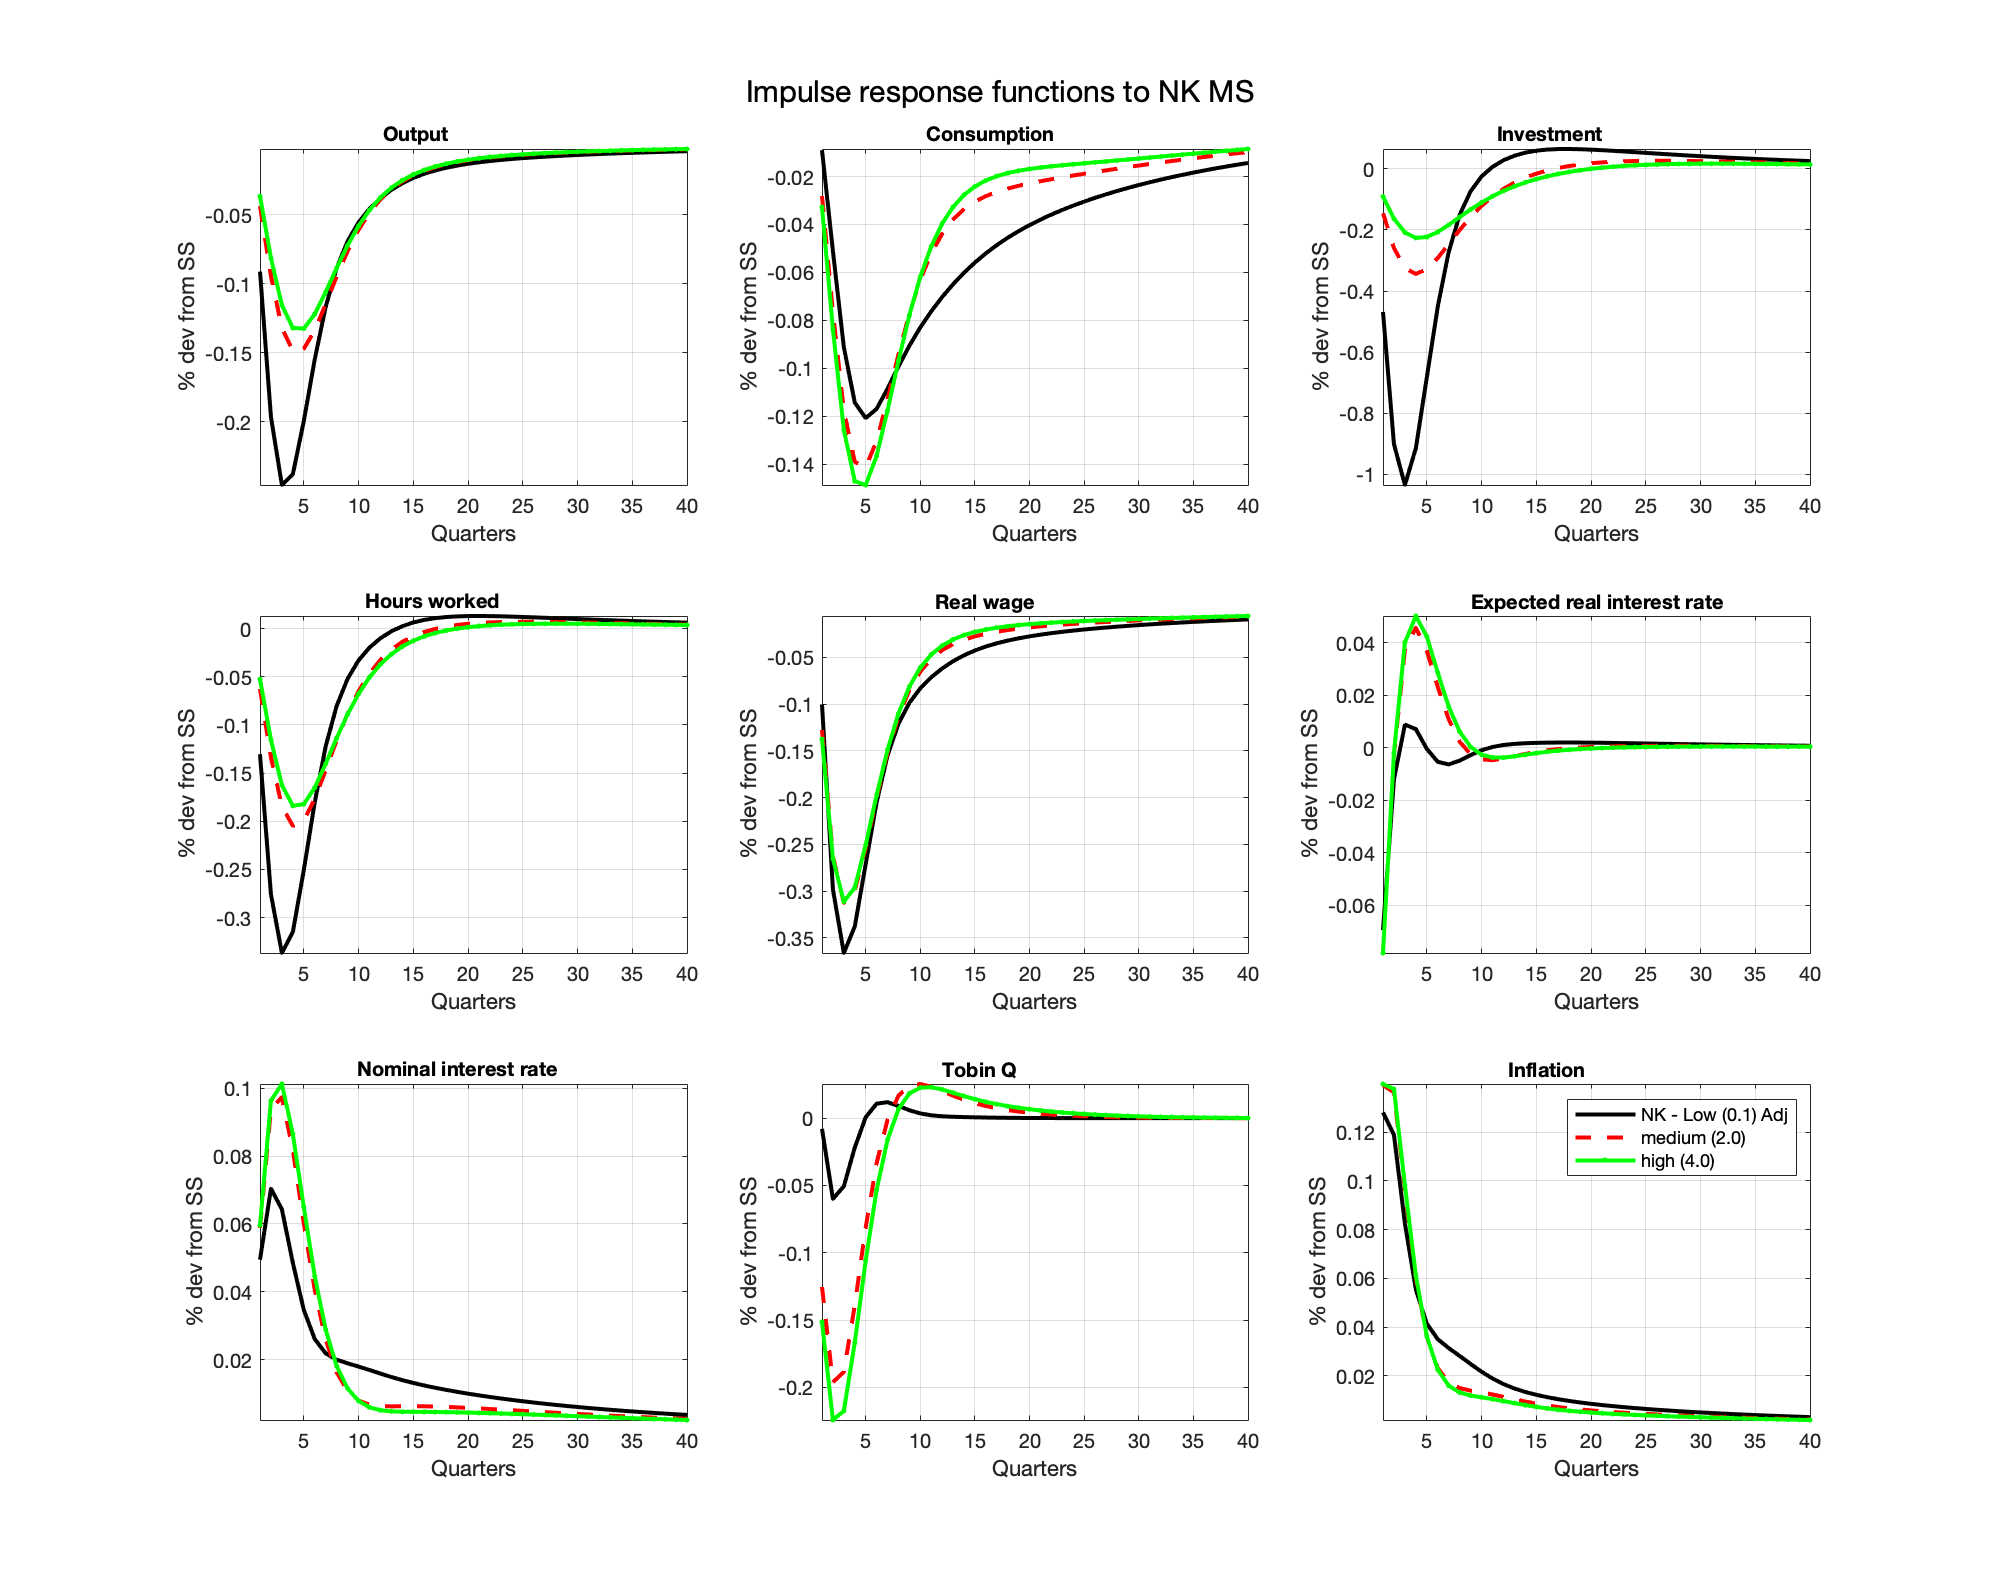 Impulse response functions to NK MS
Output
% dev from SS
-0.05
-0.1
-0.15
-0.2
5 10 15 20 25 30 35 40
Quarters
Consumption
% dev from SS
-0.02
-0.04
-0.06
-0.08
-0.1
-0.12
-0.14
5 10 15 20 25 30 35 40
Quarters
Investment
% dev from SS
0
-0.2
-0.4
-0.6
-0.8
-1
5 10 15 20 25 30 35 40
Quarters
Hours worked
% dev from SS
0
-0.05
-0.1
-0.15
-0.2
-0.25
-0.3
5 10 15 20 25 30 35 40
Quarters
Real wage
% dev from SS
-0.05
-0.1
-0.15
-0.2
-0.25
-0.3
-0.35
5 10 15 20 25 30 35 40
Quarters
Expected real interest rate
% dev from SS
0.04
0.02
0
-0.02
-0.04
-0.06
5 10 15 20 25 30 35 40
Quarters
Nominal interest rate
% dev from SS
0.1
0.08
0.06
0.04
0.02
5 10 15 20 25 30 35 40
Quarters
Tobin Q
% dev from SS
0
-0.05
-0.1
-0.15
-0.2
5 10 15 20 25 30 35 40
Quarters
Inflation
% dev from SS
0.12
0.1
0.08
0.06
0.04
0.02
NK - Low (0.1) Adj
medium (2.0)
high (4.0)
5 10 15 20 25 30 35 40
Quarters